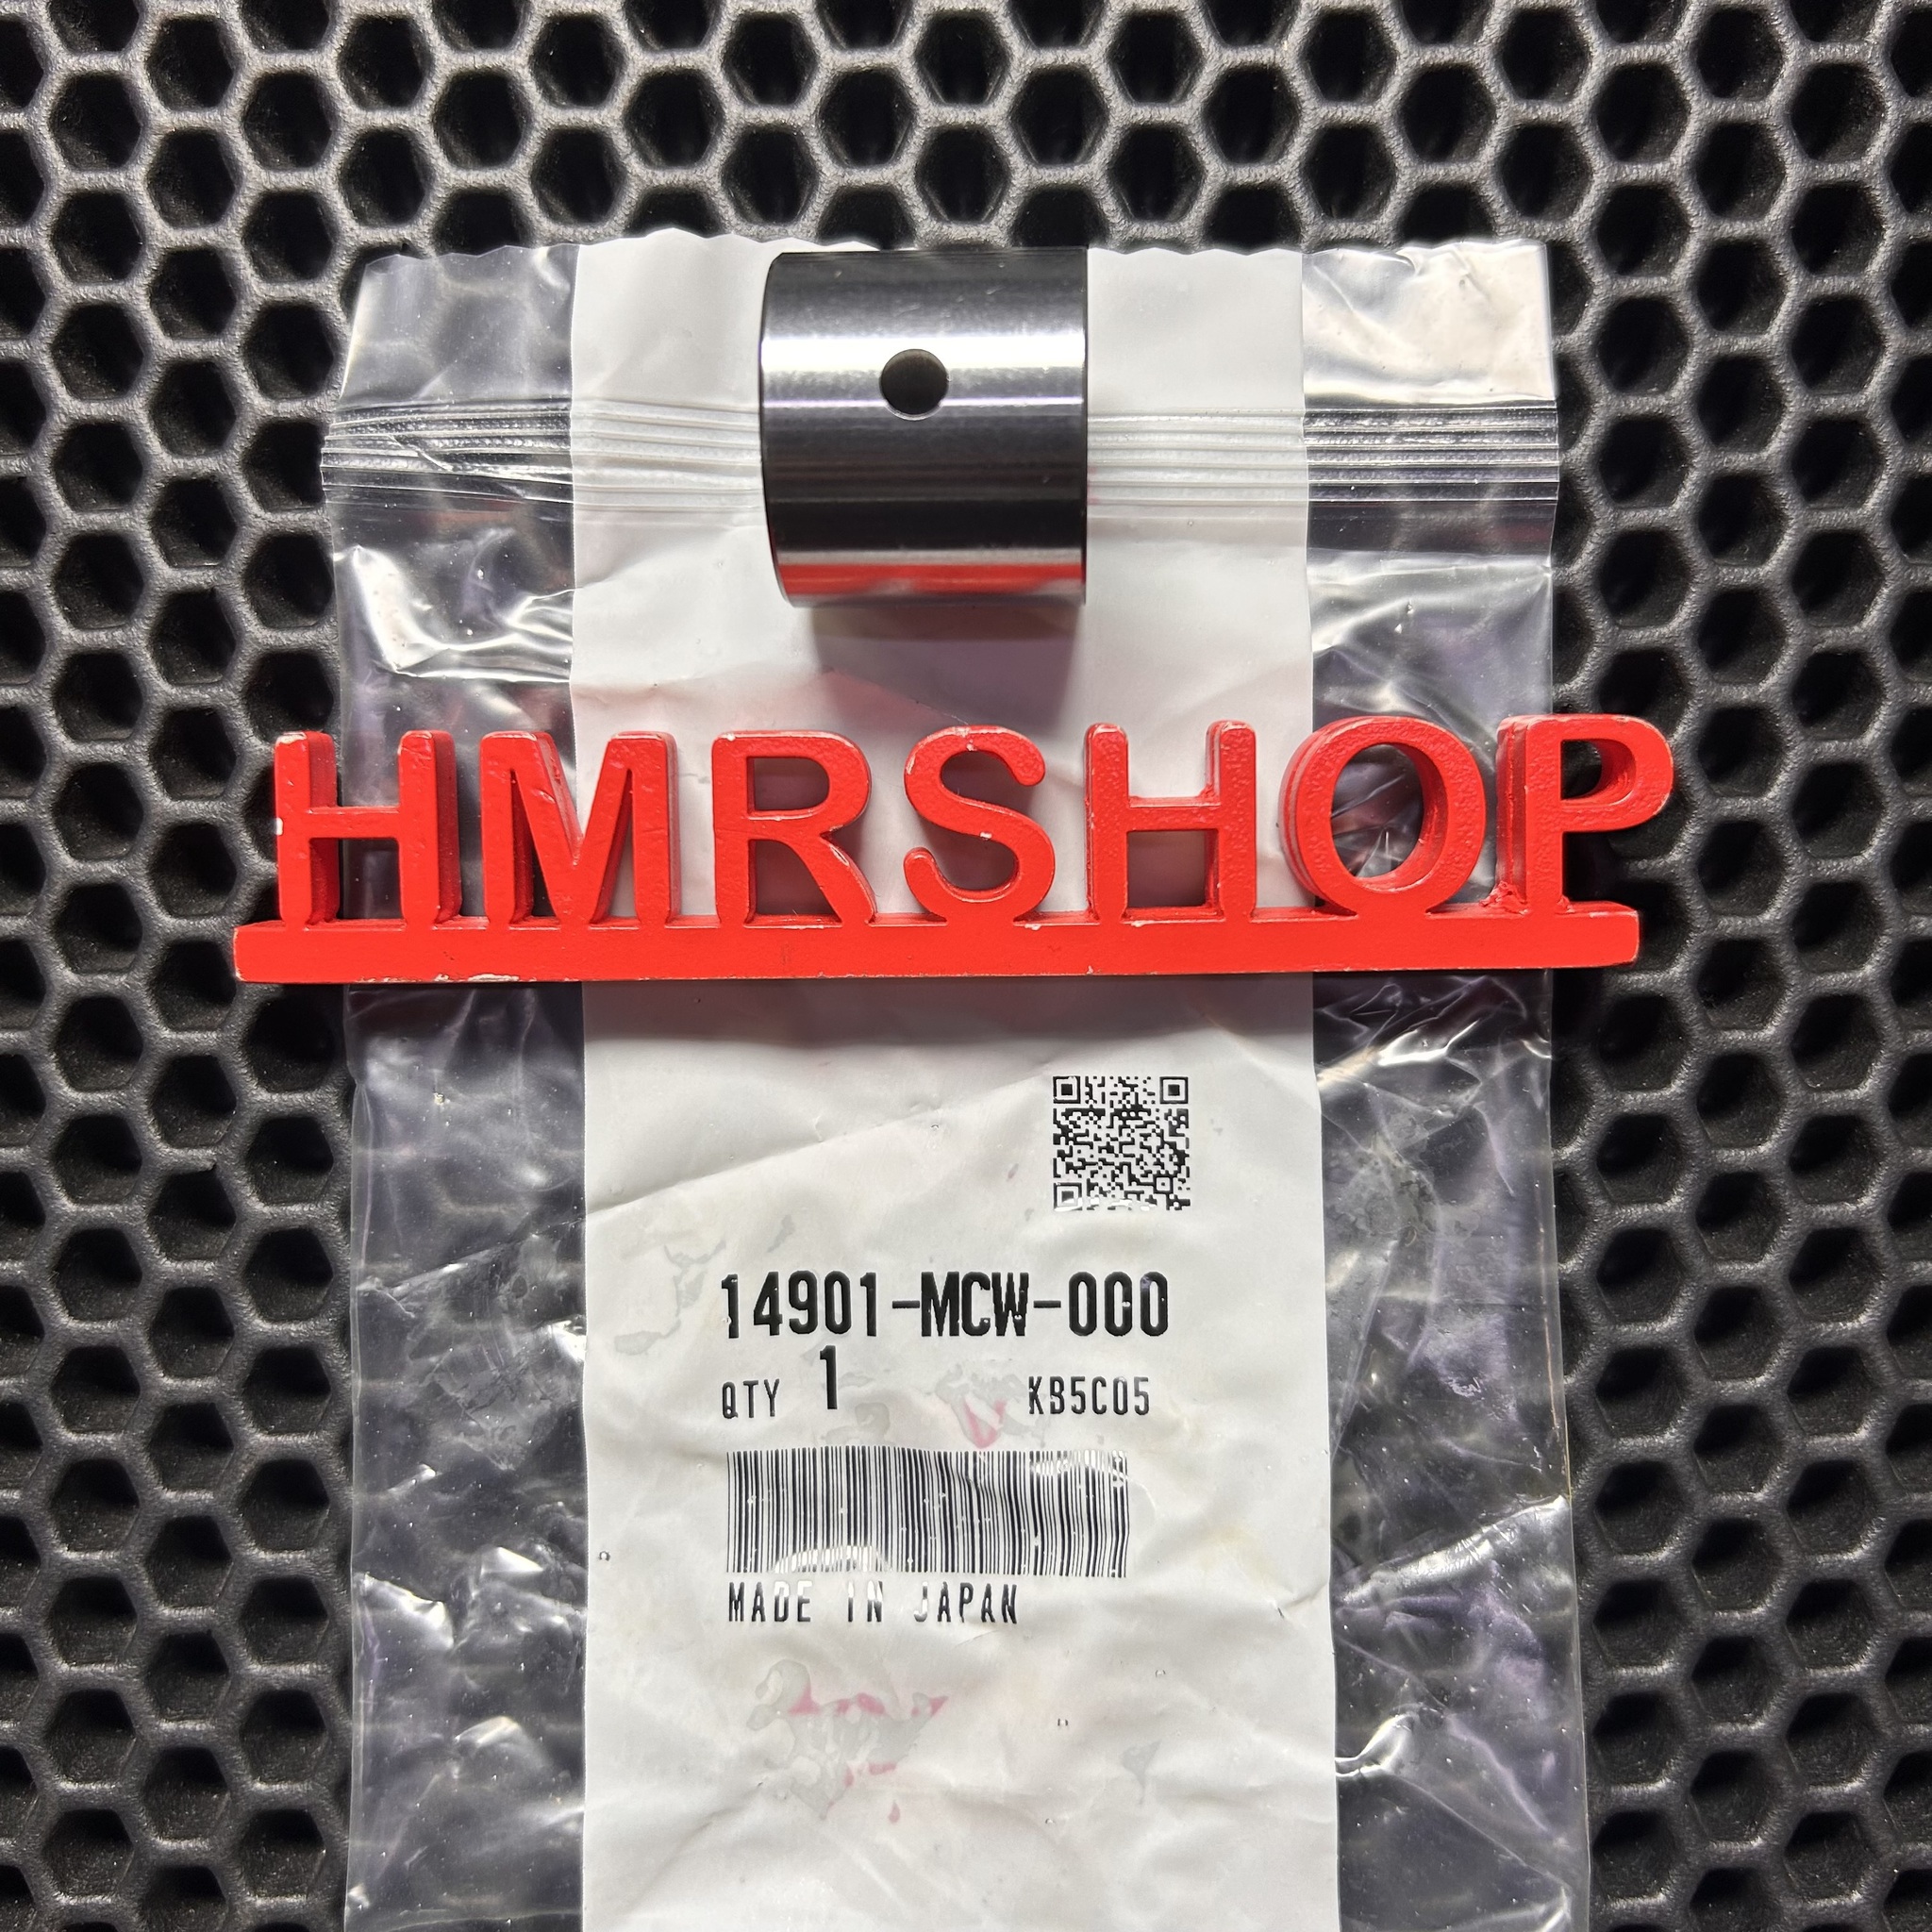 HMRSHOP
14901-MCW-000
QTY 1 KB5C05
MADE IN JAPAN